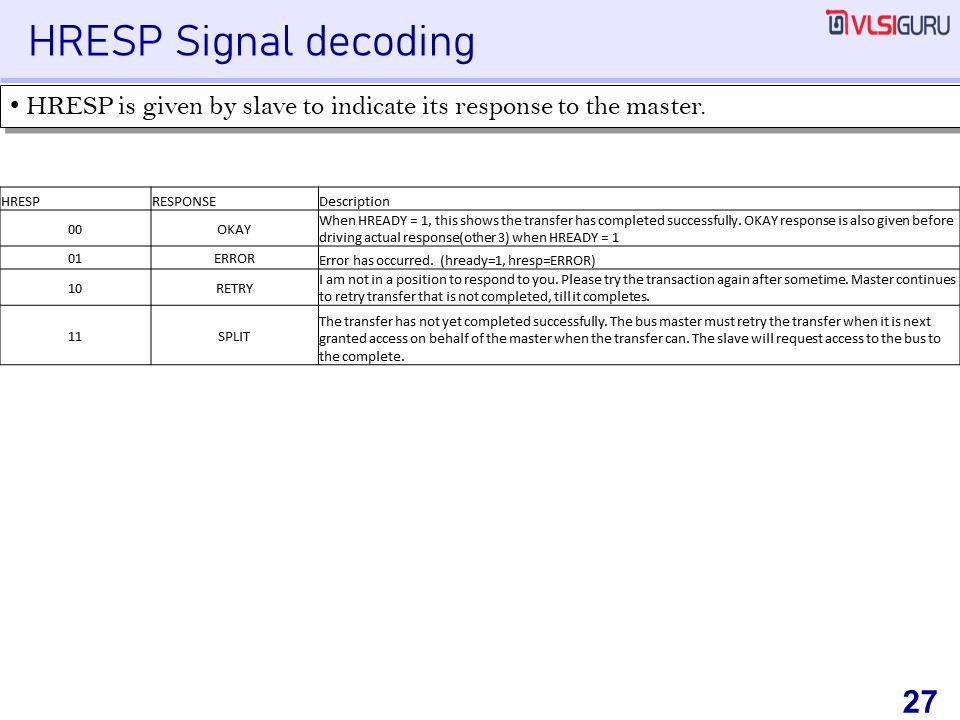 HRESP Signal decoding
VLSIGURU
• HRESP is given by slave to indicate its response to the master.
HRESP RESPONSE Description
00 OKAY When HREADY = 1, this shows the transfer has completed successfully. OKAY response is also given before
driving actual response(other 3) when HREADY = 1
01 ERROR Error has occurred. (hready=1, hresp=ERROR)
10 RETRY I am not in a position to respond to you. Please try the transaction again after sometime. Master continues
to retry transfer that is not completed, till it completes.
11 SPLIT The transfer has not yet completed successfully. The bus master must retry the transfer when it is next
granted access on behalf of the master when the transfer can. The slave will request access to the bus to
the complete.
27